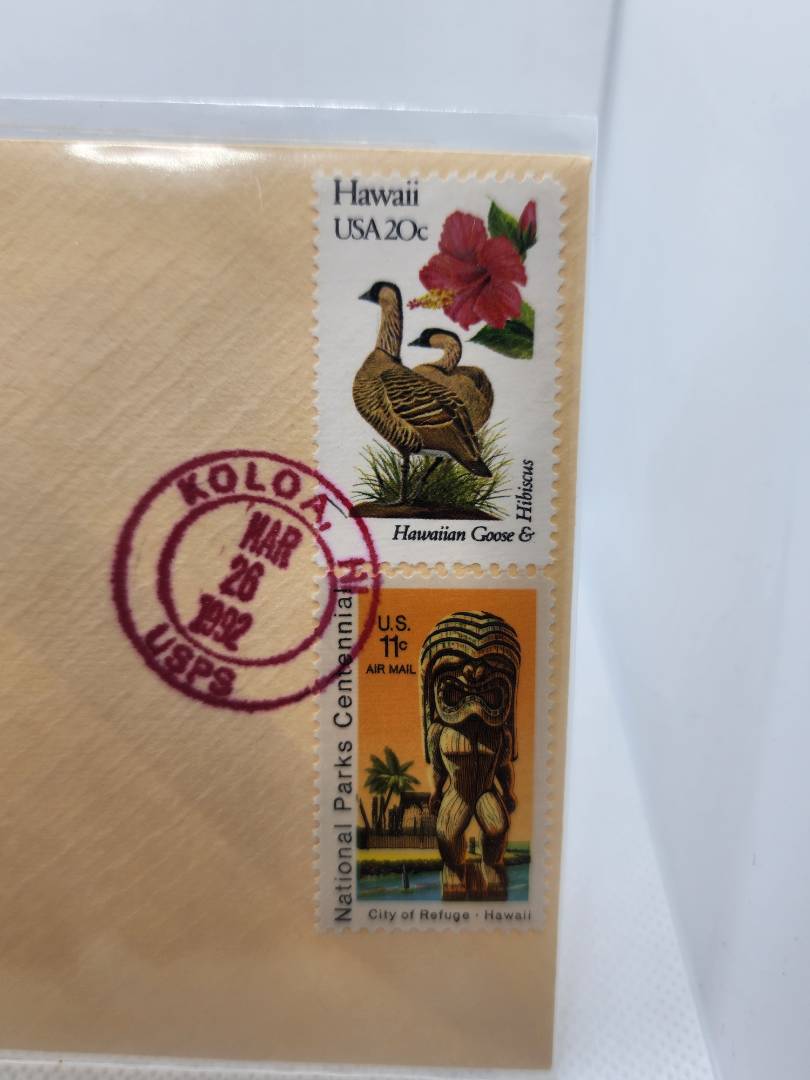 Hawaii
USA 20c
Hawaiian Goose &
Hibiscus
KOLOA, HI
MAR
26
1992
USPS
National Parks Centennial
U.S.
11c
AIR MAIL
City of Refuge · Hawaii